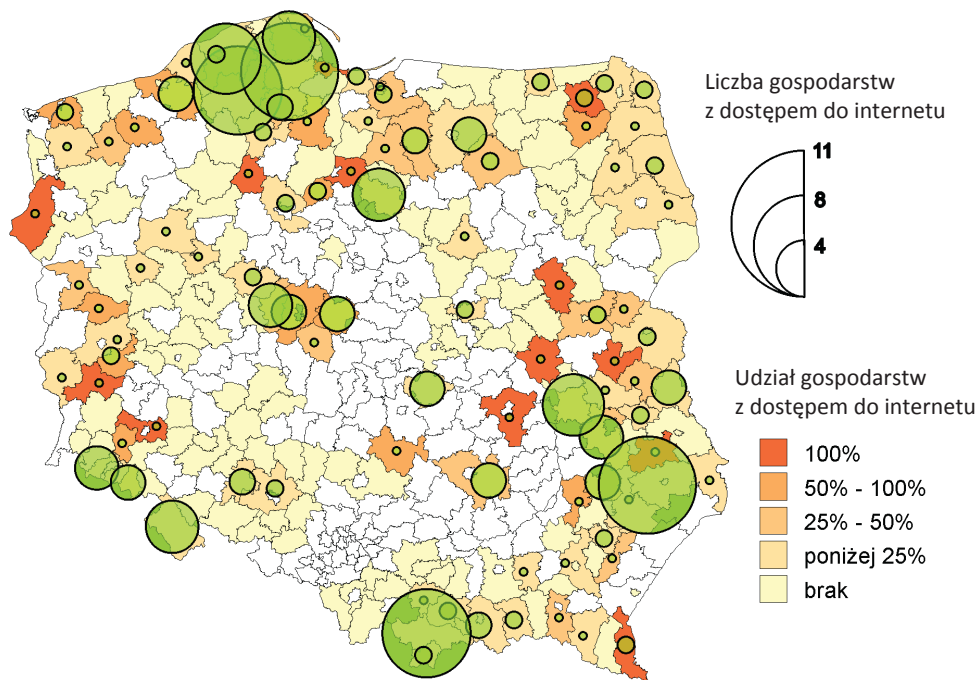 Liczba gospodarstw
z dostępem do internetu
11
8
4
Udział gospodarstw
z dostępem do internetu
100%
50% - 100%
25% - 50%
poniżej 25%
brak